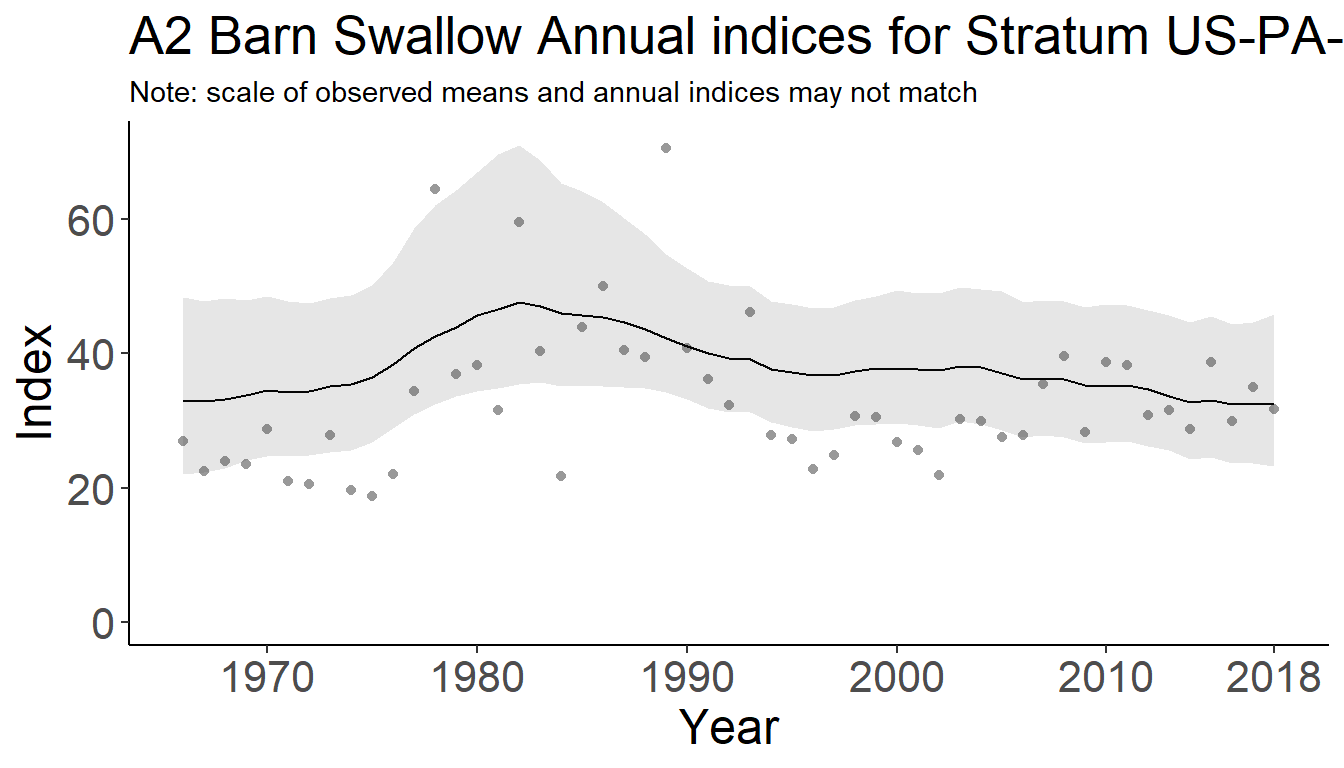 A2 Barn Swallow Annual indices for Stratum US-PA-
Note: scale of observed means and annual indices may not match
Index
60
40
20
0
1970 1980 1990 2000 2010 2018
Year